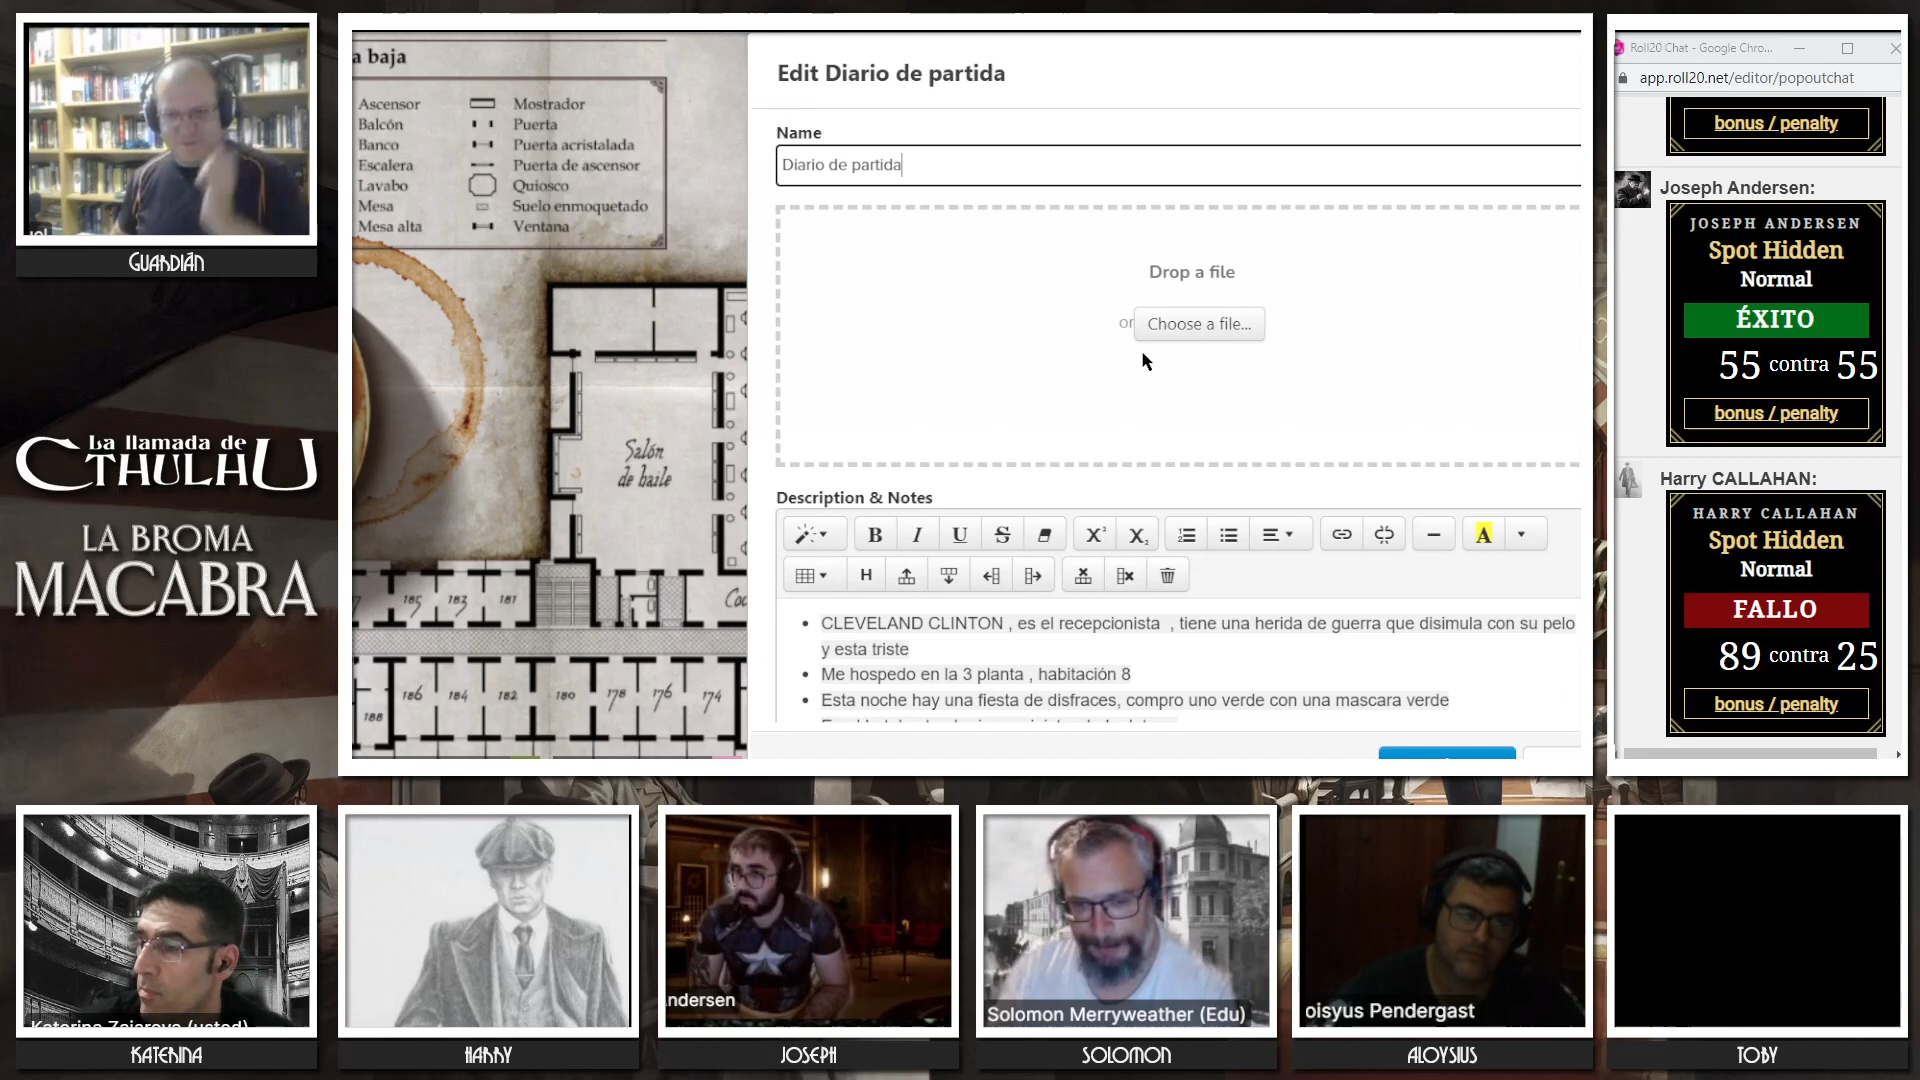 GUARDIÁN
La llamada de
CTHULHU
LA BROMA
MACABRA
a baja
Ascensor
Balcón
Banco
Escalera
Lavabo
Mesa
Mesa alta
Mostrador
Puerta
Puerta acristalada
Puerta de ascensor
Quiosco
Suelo enmoquetado
Ventana
Salón
de baile
185 183 181
186 184 182 180 178 176 174
188
Edit Diario de partida
Name
Diario de partida
Drop a file
or Choose a file...
Description & Notes
B I U S X² X₂ A
H
CLEVELAND CLINTON , es el recepcionista , tiene una herida de guerra que disimula con su pelo
y esta triste
Me hospedo en la 3 planta , habitación 8
Esta noche hay una fiesta de disfraces, compro uno verde con una mascara verde
Roll20 Chat - Google Chro...
app.roll20.net/editor/popoutchat
bonus / penalty
Joseph Andersen:
JOSEPH ANDERSEN
Spot Hidden
Normal
ÉXITO
55 contra 55
bonus / penalty
Harry CALLAHAN:
HARRY CALLAHAN
Spot Hidden
Normal
FALLO
89 contra 25
bonus / penalty
Katerina Zajarova (usted)
ndersen
Solomon Merryweather (Edu)
oisyus Pendergast
KATERINA
HARRY
JOSEPH
SOLOMON
ALOYSIUS
TOBY